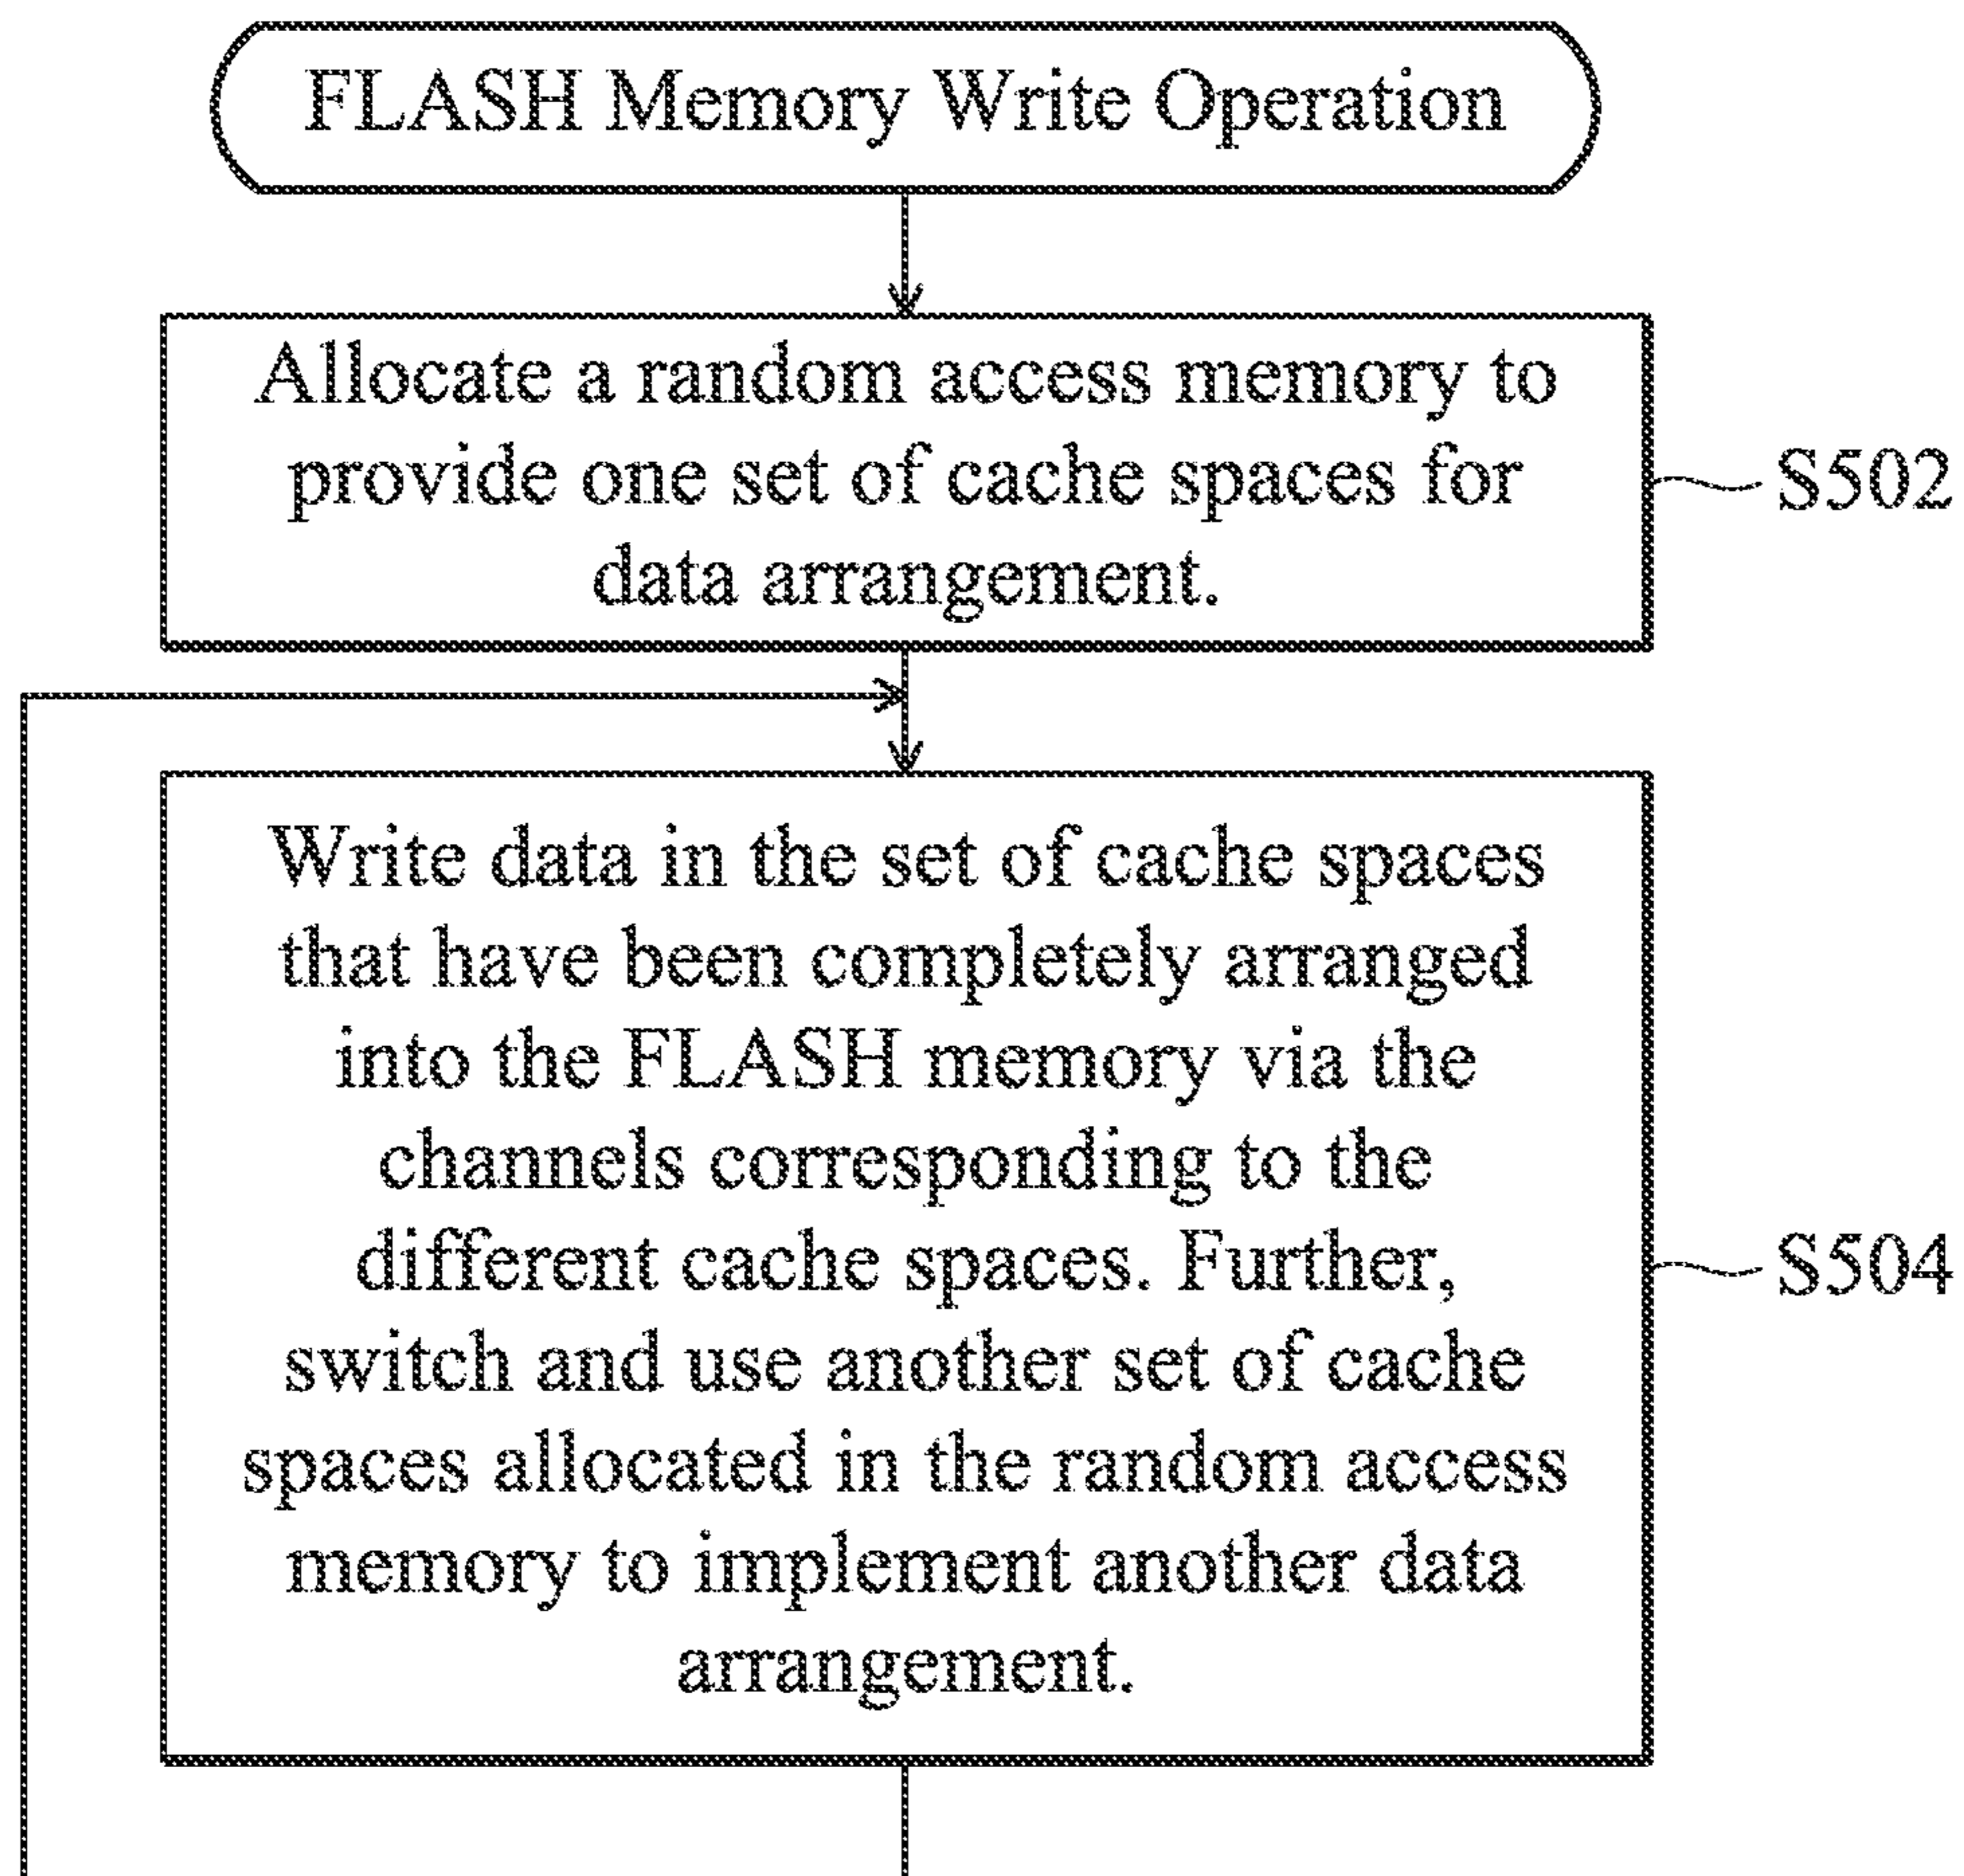 FLASH Memory Write Operation
Allocate a random access memory to
provide one set of cache spaces for
data arrangement.
S502
Write data in the set of cache spaces
that have been completely arranged
into the FLASH memory via the
channels corresponding to the
different cache spaces. Further,
switch and use another set of cache
spaces allocated in the random access
memory to implement another data
arrangement.
S504